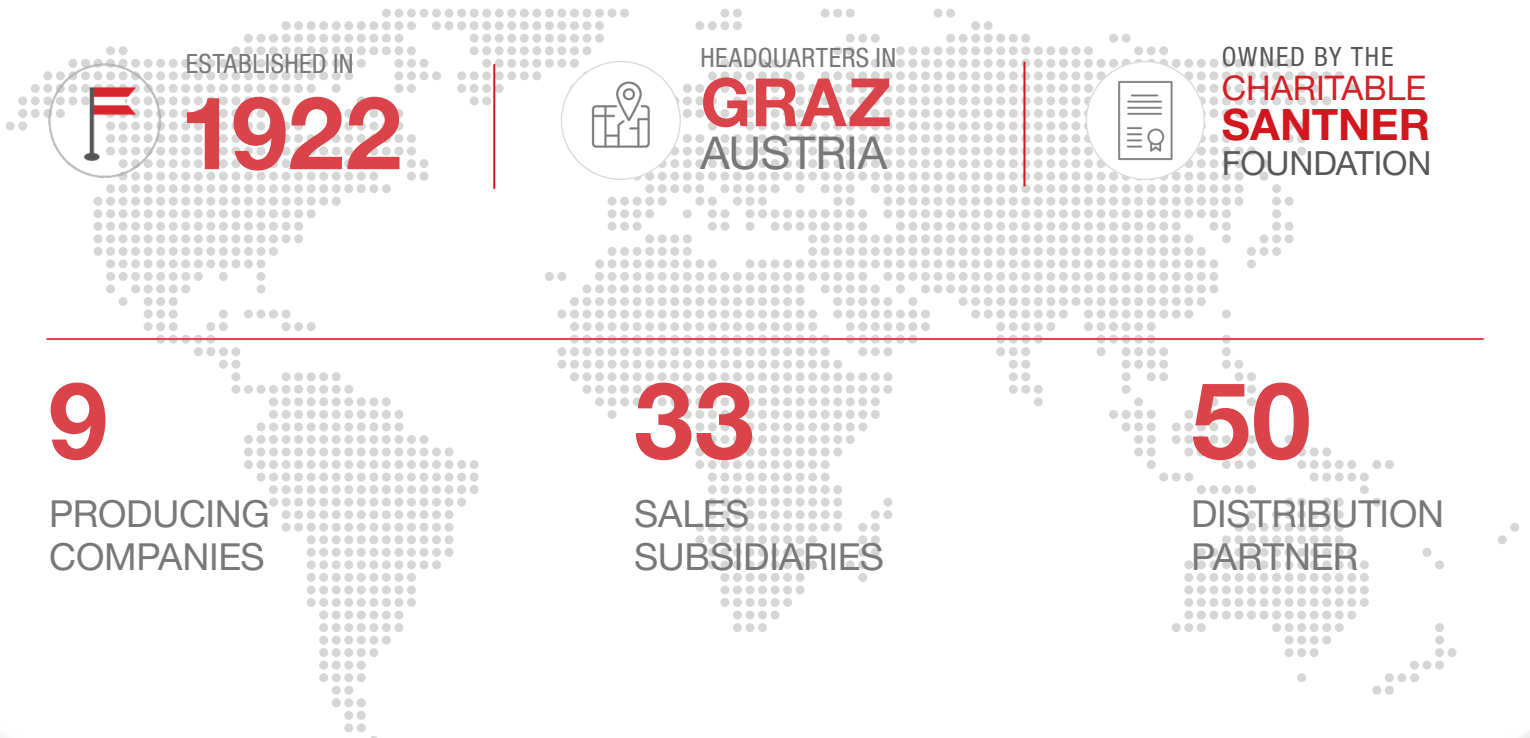 ESTABLISHED IN
1922
HEADQUARTERS IN
GRAZ
AUSTRIA
OWNED BY THE
CHARITABLE
SANTNER
FOUNDATION
9
PRODUCING
COMPANIES
33
SALES
SUBSIDIARIES
50
DISTRIBUTION
PARTNER